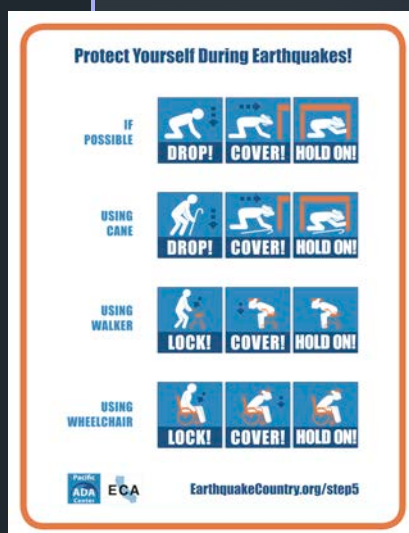 Protect Yourself During Earthquakes!
IF
POSSIBLE
DROP! COVER! HOLD ON!
USING
CANE
DROP! COVER! HOLD ON!
USING
WALKER
LOCK! COVER! HOLD ON!
USING
WHEELCHAIR
LOCK! COVER! HOLD ON!
Pacific
ADA
Center
ECA
EarthquakeCountry.org/step5